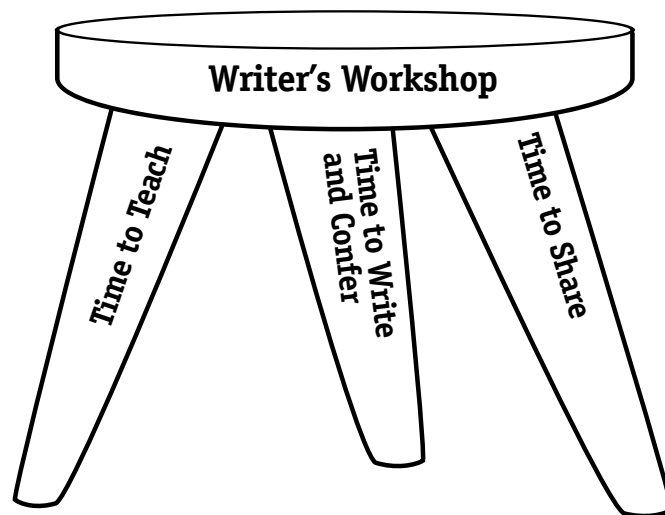 Writer’s Workshop
Time to Teach
Time to Write
and Confer
Time to Share